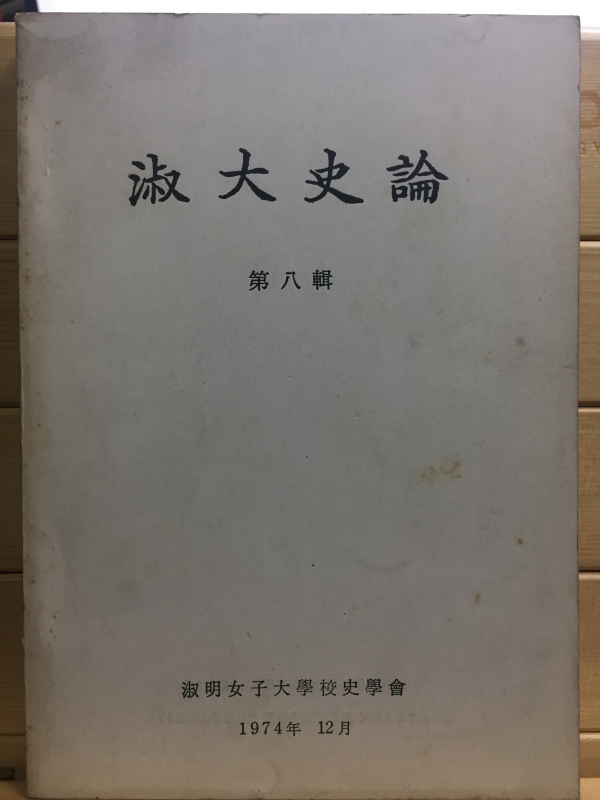 淑大史論
第八輯
淑明女子大學校史學會
1974年 12月